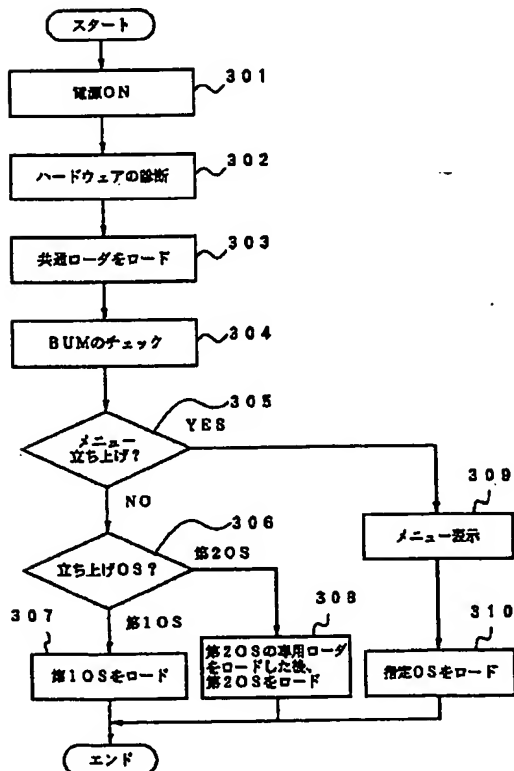 スタート
電源ON
301
ハードウェアの診断
302
共通ローダをロード
303
BUMのチェック
304
メニュー
立ち上げ?
305
YES
NO
メニュー表示
309
立ち上げOS?
306
第2OS
第1OS
307
第1OSをロード
308
第2OSの専用ローダ
をロードした後、
第2OSをロード
310
指定OSをロード
エンド